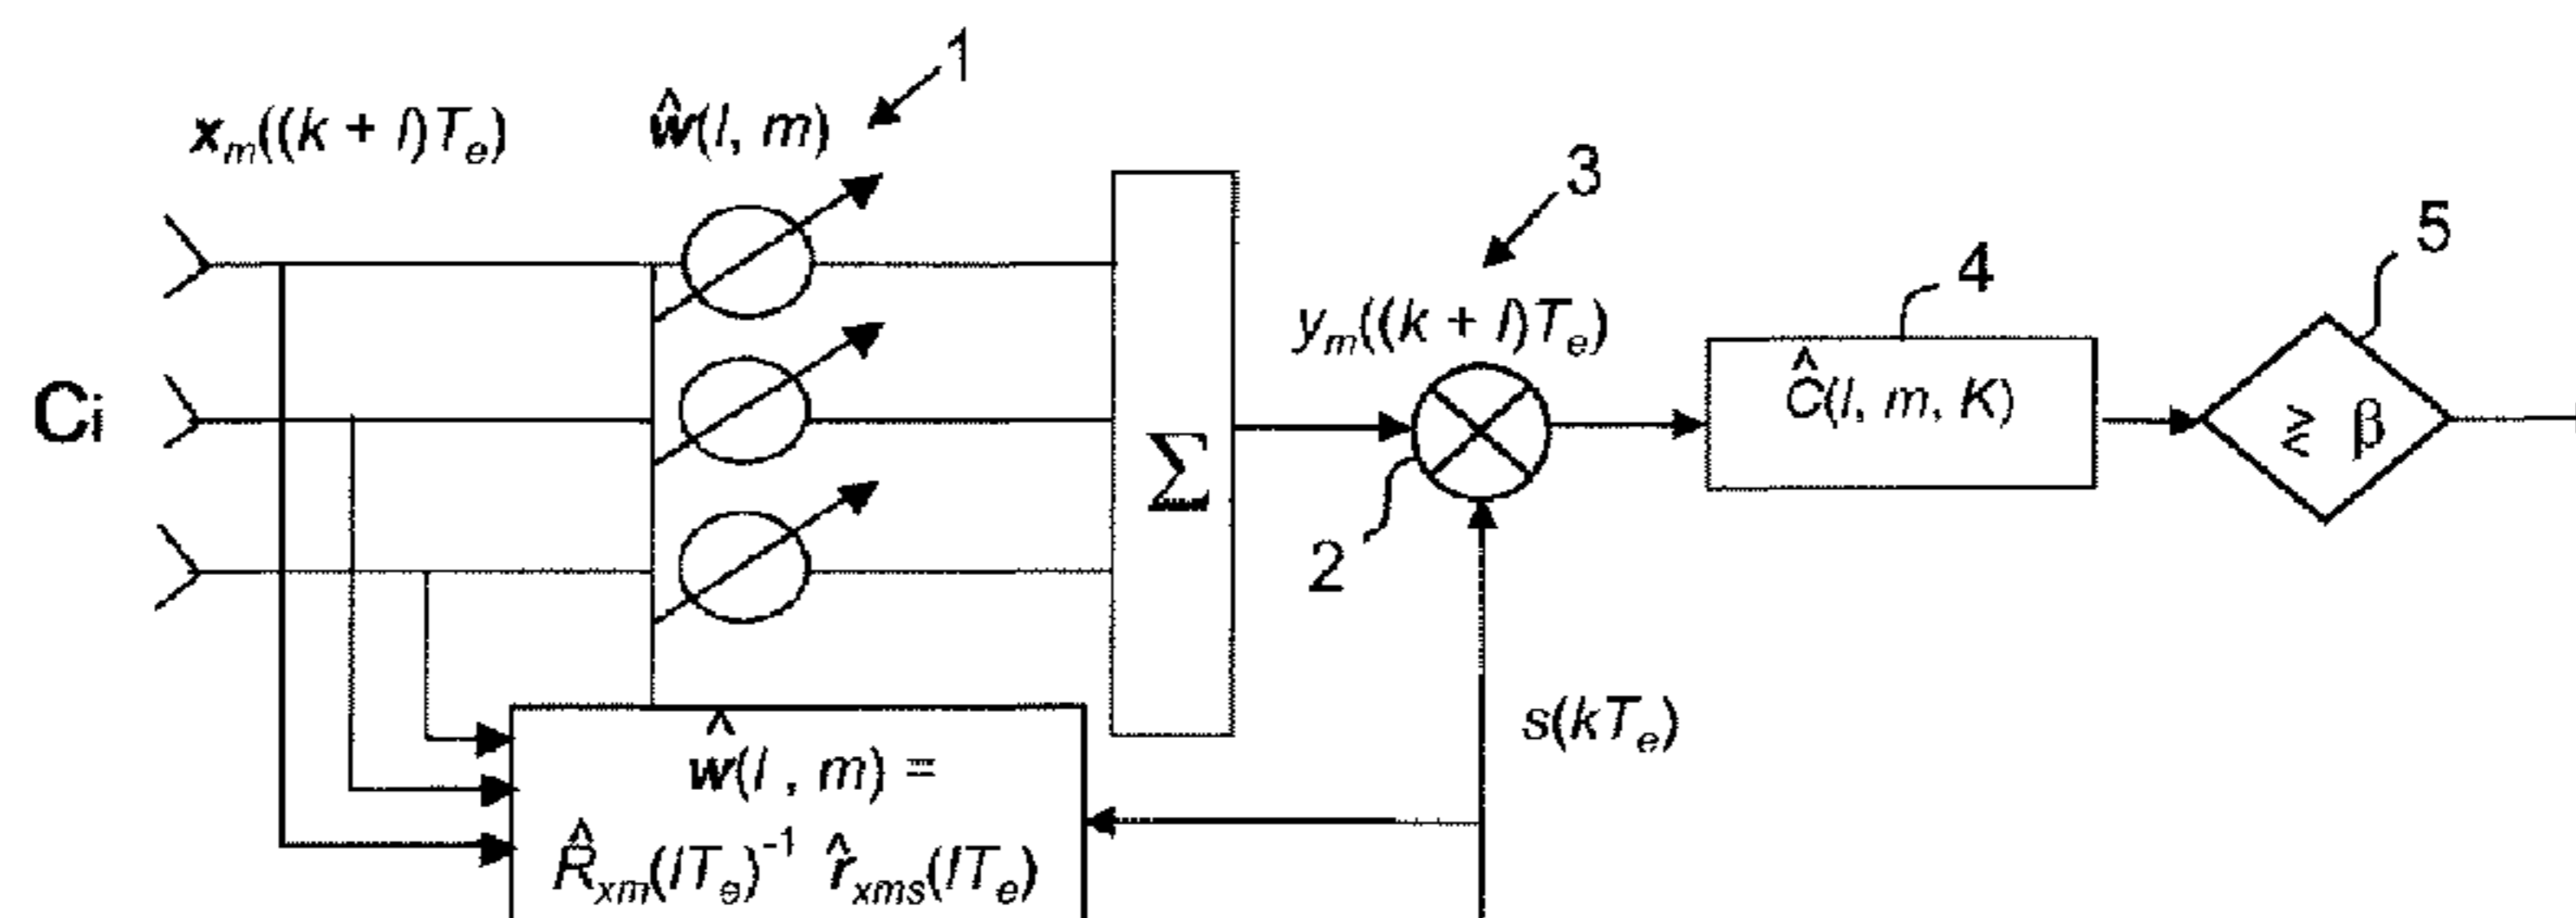 1
x_m((k + l)T_e)
ŵ(l, m)
3
5
4
y_m((k + l)T_e)
Ĉ(l, m, K)
Ci
≥ β
Σ
2
s(kT_e)
ŵ(l , m) =
R̂_xm(lT_e)^-1 r̂_xms(lT_e)